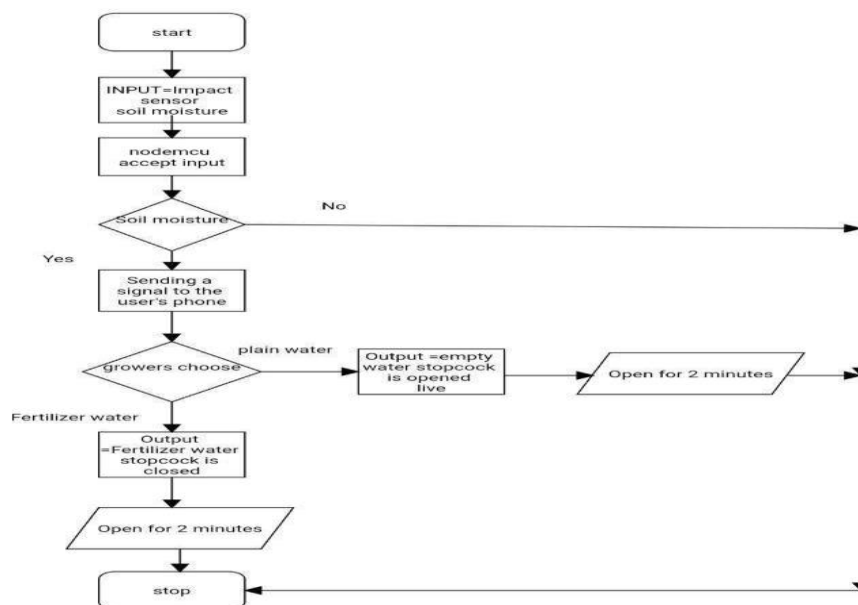 start
INPUT=Impact
sensor
soil moisture
nodemcu
accept input
Soil moisture
No
Yes
Sending a
signal to the
user's phone
growers choose
plain water
Output =empty
water stopcock
is opened
live
Open for 2 minutes
Fertilizer water
Output
=Fertilizer water
stopcock is
closed
Open for 2 minutes
stop